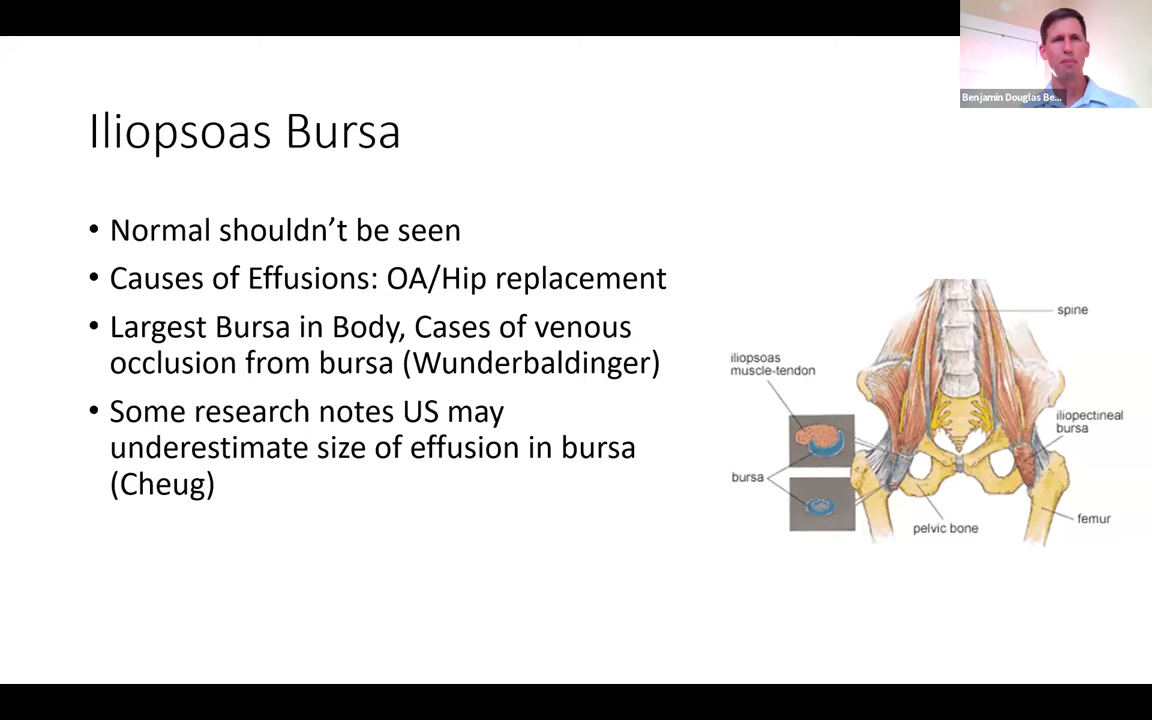 Benjamin Douglas Be...
Iliopsoas Bursa
• Normal shouldn't be seen
• Causes of Effusions: OA/Hip replacement
• Largest Bursa in Body, Cases of venous
occlusion from bursa (Wunderbaldinger)
• Some research notes US may
underestimate size of effusion in bursa
(Cheug)
spine
iliopsoas
muscle-tendon
iliopectineal
bursa
bursa
femur
pelvic bone